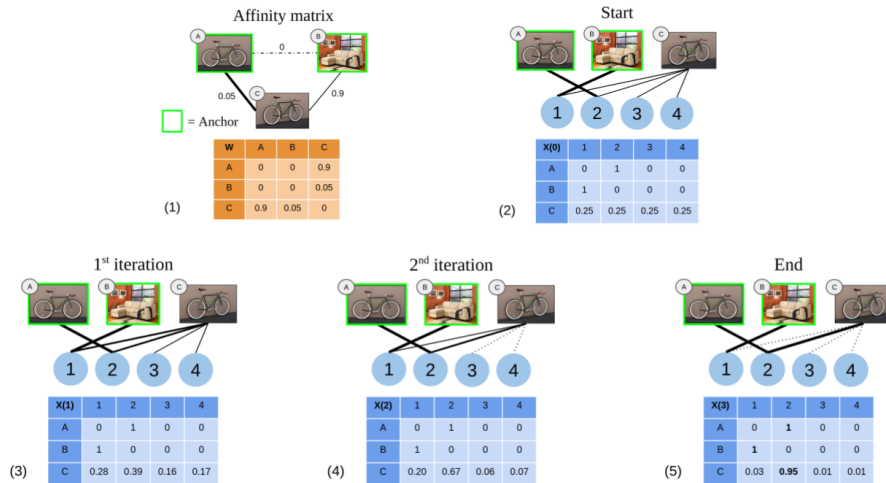 Affinity matrix
A
B
0
C
0.05
0.9
= Anchor
W A B C
A 0 0 0.9
B 0 0 0.05
C 0.9 0.05 0
(1)
Start
A
B
C
1 2 3 4
X(0) 1 2 3 4
A 0 1 0 0
B 1 0 0 0
C 0.25 0.25 0.25 0.25
(2)
1st iteration
A
B
C
1 2 3 4
X(1) 1 2 3 4
A 0 1 0 0
B 1 0 0 0
C 0.28 0.39 0.16 0.17
(3)
2nd iteration
A
B
C
1 2 3 4
X(2) 1 2 3 4
A 0 1 0 0
B 1 0 0 0
C 0.20 0.67 0.06 0.07
(4)
End
A
B
C
1 2 3 4
X(3) 1 2 3 4
A 0 1 0 0
B 1 0 0 0
C 0.03 0.95 0.01 0.01
(5)